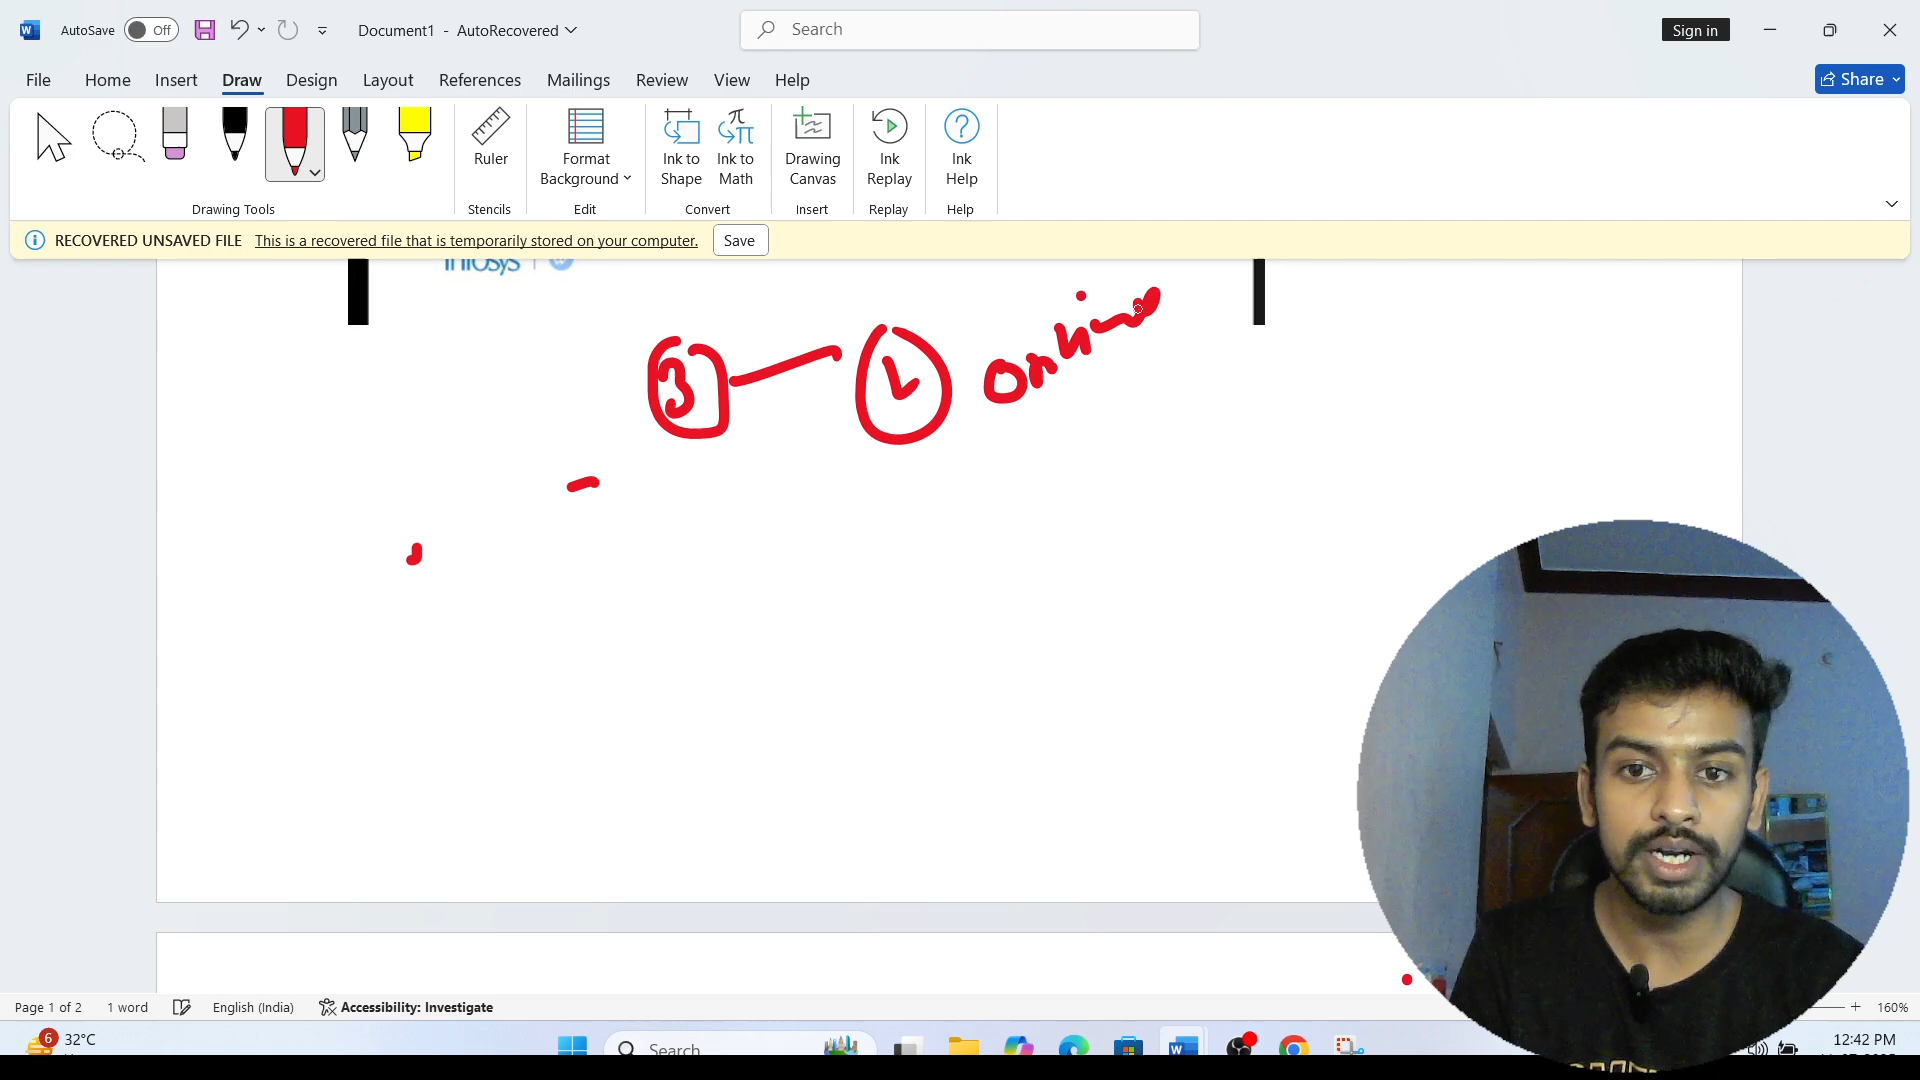 AutoSave Off Document1 - AutoRecovered Search Sign in
File Home Insert Draw Design Layout References Mailings Review View Help Share
Ruler Format Background Ink to Shape Ink to Math Drawing Canvas Ink Replay Ink Help
Drawing Tools Stencils Edit Convert Insert Replay Help
RECOVERED UNSAVED FILE This is a recovered file that is temporarily stored on your computer. Save
Infosys
3
Page 1 of 2 1 word English (India) Accessibility: Investigate 160%
6 32°C Search 12:42 PM